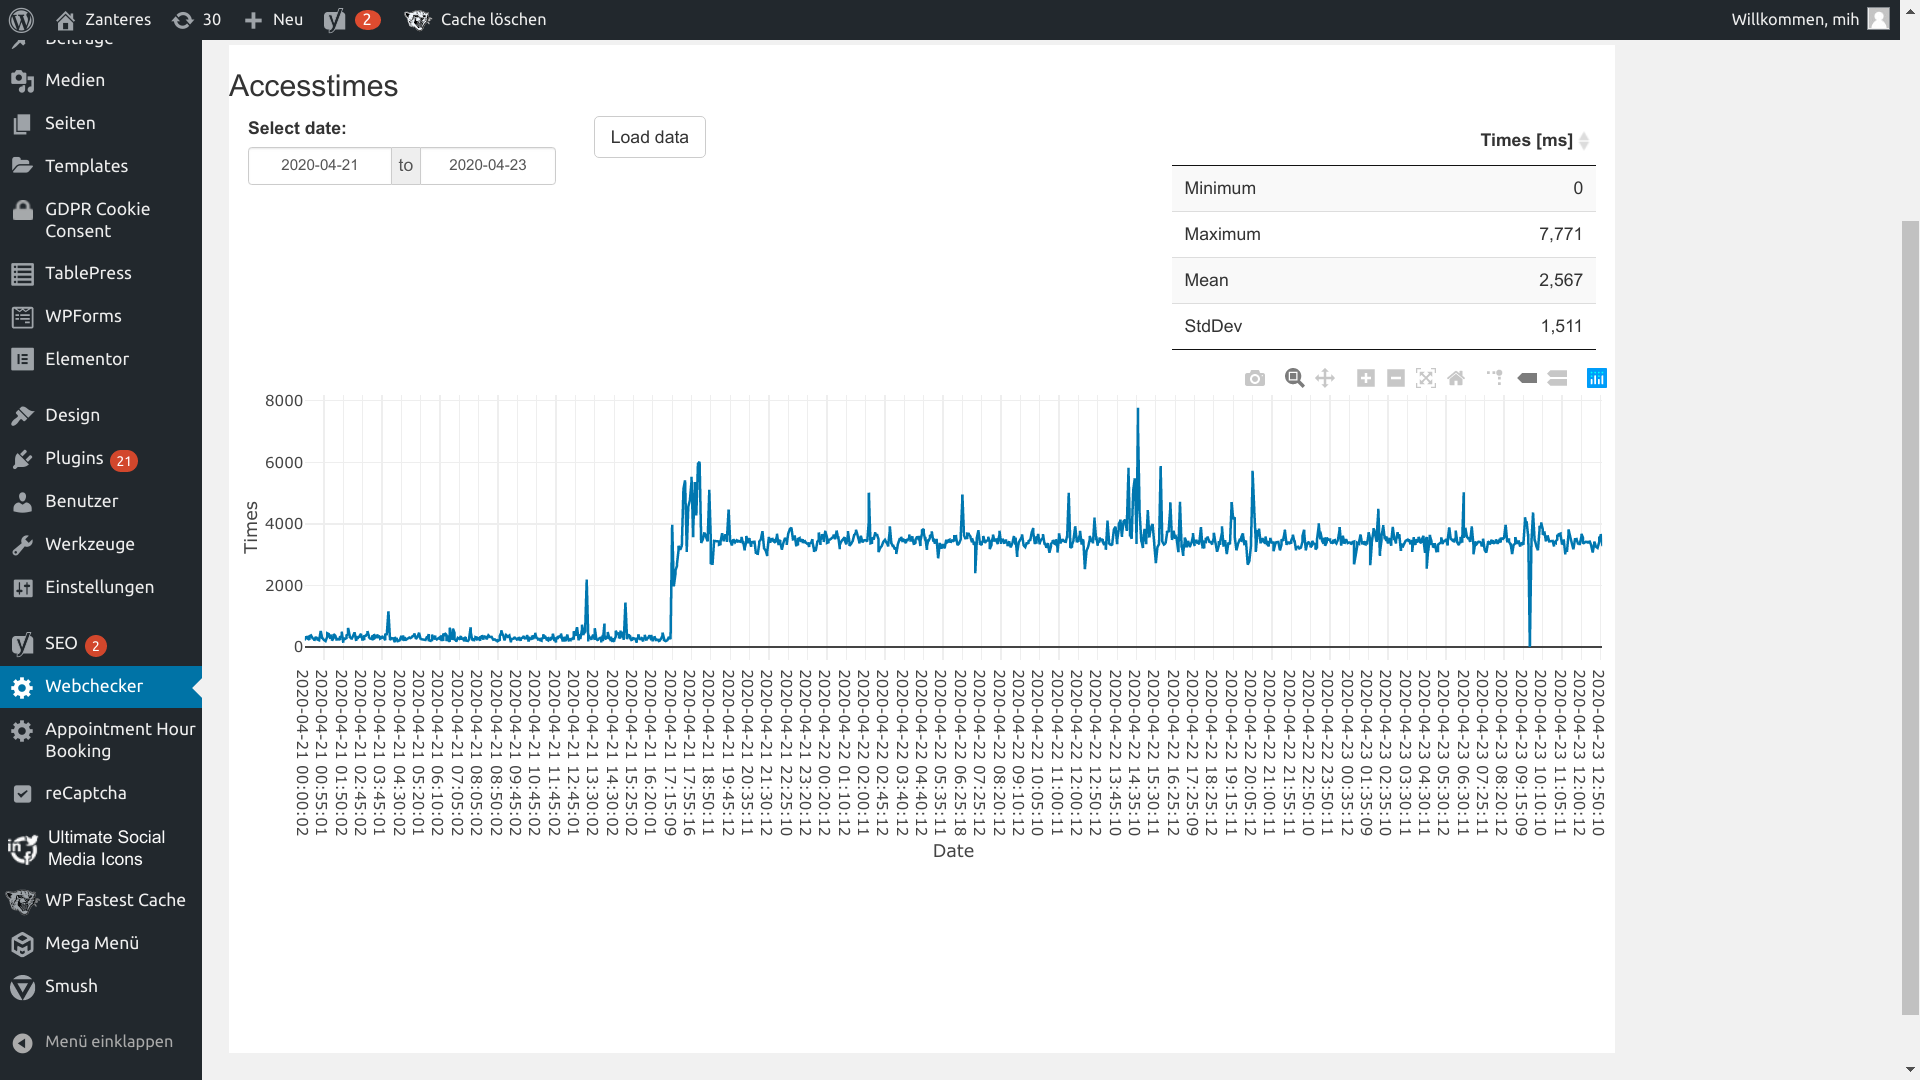 Zanteres
30
Neu
2
Cache löschen
Willkommen, mih
Beiträge
Medien
Seiten
Templates
GDPR Cookie
Consent
TablePress
WPForms
Elementor
Design
Plugins 21
Benutzer
Werkzeuge
Einstellungen
SEO 2
Webchecker
Appointment Hour
Booking
reCaptcha
Ultimate Social
Media Icons
WP Fastest Cache
Mega Menü
Smush
Menü einklappen
Accesstimes
Select date:
2020-04-21 to 2020-04-23
Load data
Times [ms]
Minimum 0
Maximum 7,771
Mean 2,567
StdDev 1,511
8000
6000
4000
2000
0
Times
2020-04-21 00:00:02
2020-04-21 00:55:01
2020-04-21 01:50:02
2020-04-21 02:45:02
2020-04-21 03:45:01
2020-04-21 04:30:02
2020-04-21 05:20:01
2020-04-21 06:10:02
2020-04-21 07:05:02
2020-04-21 08:05:02
2020-04-21 08:50:02
2020-04-21 09:45:02
2020-04-21 10:45:02
2020-04-21 11:45:02
2020-04-21 12:45:01
2020-04-21 13:30:02
2020-04-21 14:30:02
2020-04-21 15:25:02
2020-04-21 16:20:01
2020-04-21 17:15:09
2020-04-21 17:55:16
2020-04-21 18:50:11
2020-04-21 19:45:12
2020-04-21 20:35:11
2020-04-21 21:30:12
2020-04-21 22:25:10
2020-04-21 23:20:12
2020-04-22 00:20:12
2020-04-22 01:10:12
2020-04-22 02:00:11
2020-04-22 02:45:12
2020-04-22 03:40:12
2020-04-22 04:40:12
2020-04-22 05:35:11
2020-04-22 06:25:18
2020-04-22 07:25:12
2020-04-22 08:20:12
2020-04-22 09:10:12
2020-04-22 10:05:10
2020-04-22 11:00:12
2020-04-22 12:00:10
2020-04-22 12:50:12
2020-04-22 13:45:10
2020-04-22 14:35:10
2020-04-22 15:30:11
2020-04-22 16:25:12
2020-04-22 17:25:09
2020-04-22 18:25:12
2020-04-22 19:15:11
2020-04-22 20:05:12
2020-04-22 21:00:11
2020-04-22 21:55:11
2020-04-22 22:50:10
2020-04-22 23:50:11
2020-04-23 00:35:12
2020-04-23 01:35:09
2020-04-23 02:35:10
2020-04-23 03:30:11
2020-04-23 04:30:11
2020-04-23 05:30:12
2020-04-23 06:30:11
2020-04-23 07:25:11
2020-04-23 08:20:12
2020-04-23 09:15:09
2020-04-23 10:10:10
2020-04-23 11:05:11
2020-04-23 12:00:12
2020-04-23 12:50:10
Date